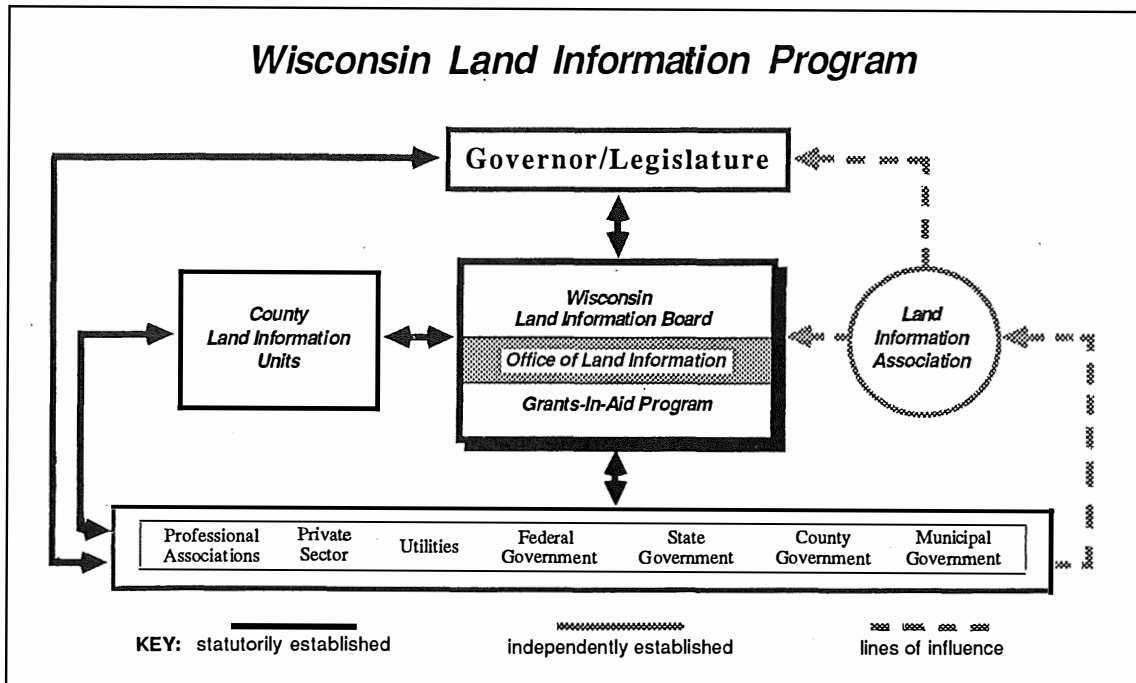 Wisconsin Land Information Program
Governor/Legislature
County
Land Information
Units
Wisconsin
Land Information Board
Office of Land Information
Grants-In-Aid Program
Land
Information
Association
Professional
Associations
Private
Sector
Utilities
Federal
Government
State
Government
County
Government
Municipal
Government
KEY: statutorily established
independently established
lines of influence